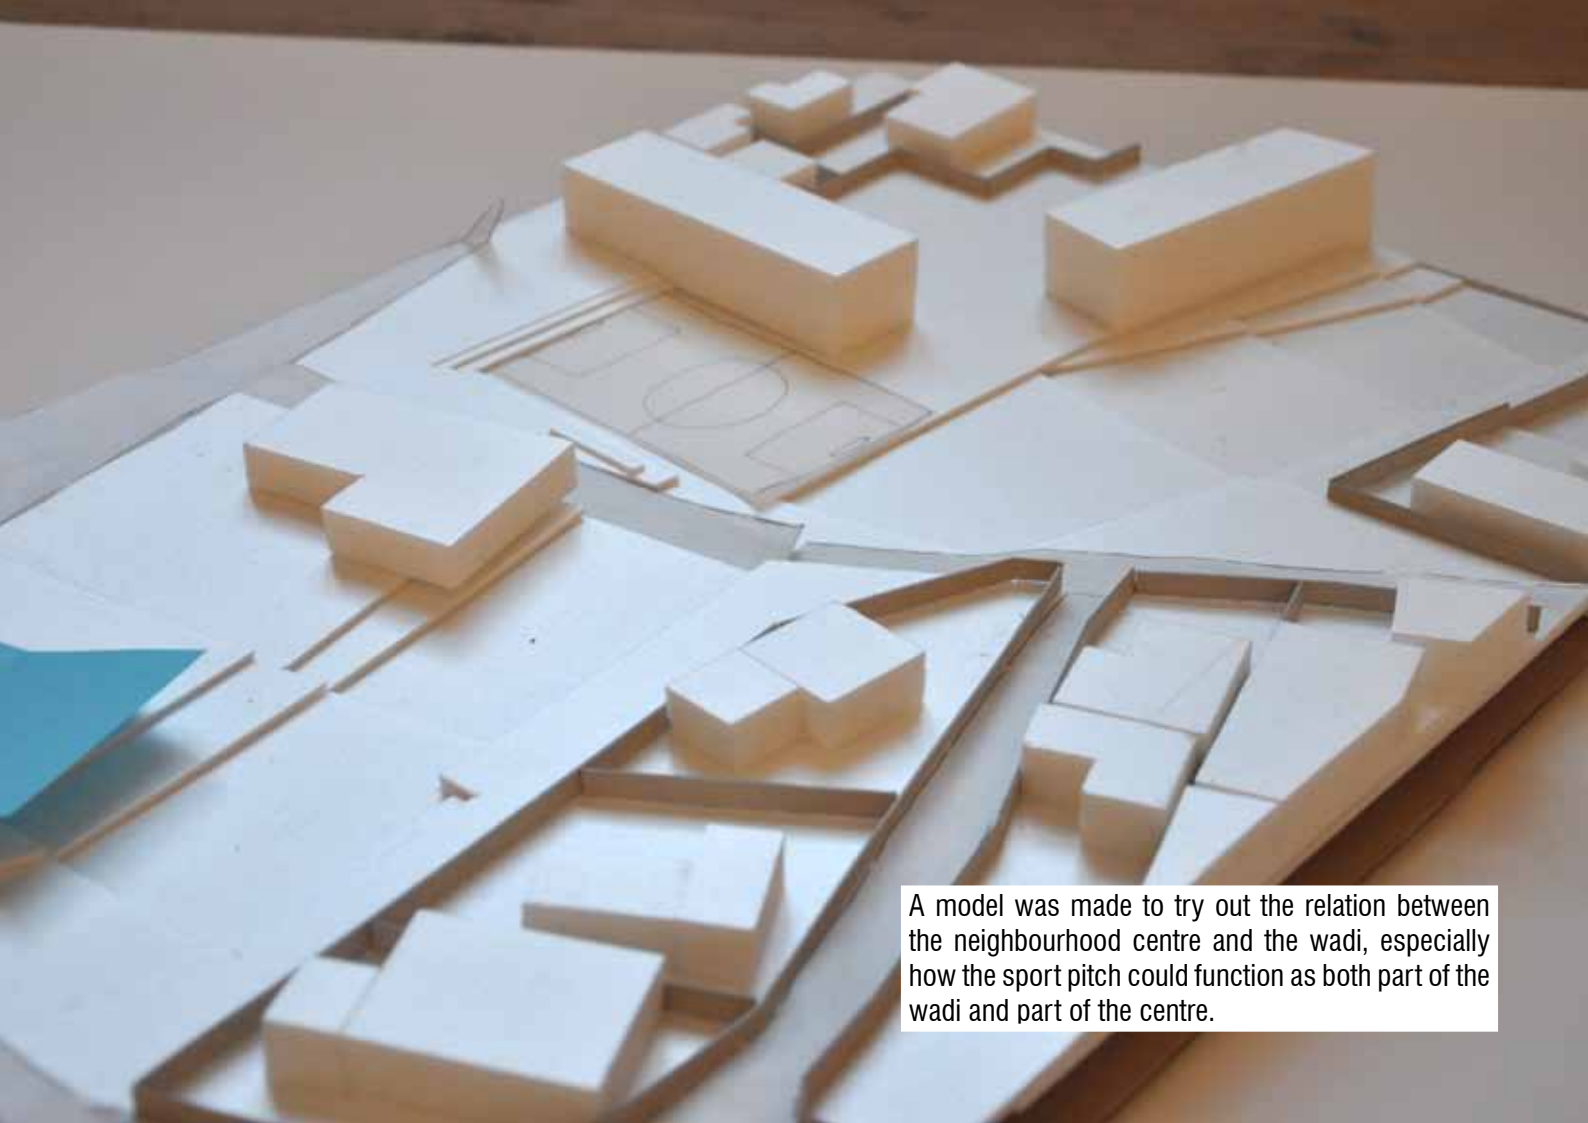 A model was made to try out the relation between
the neighbourhood centre and the wadi, especially
how the sport pitch could function as both part of the
wadi and part of the centre.